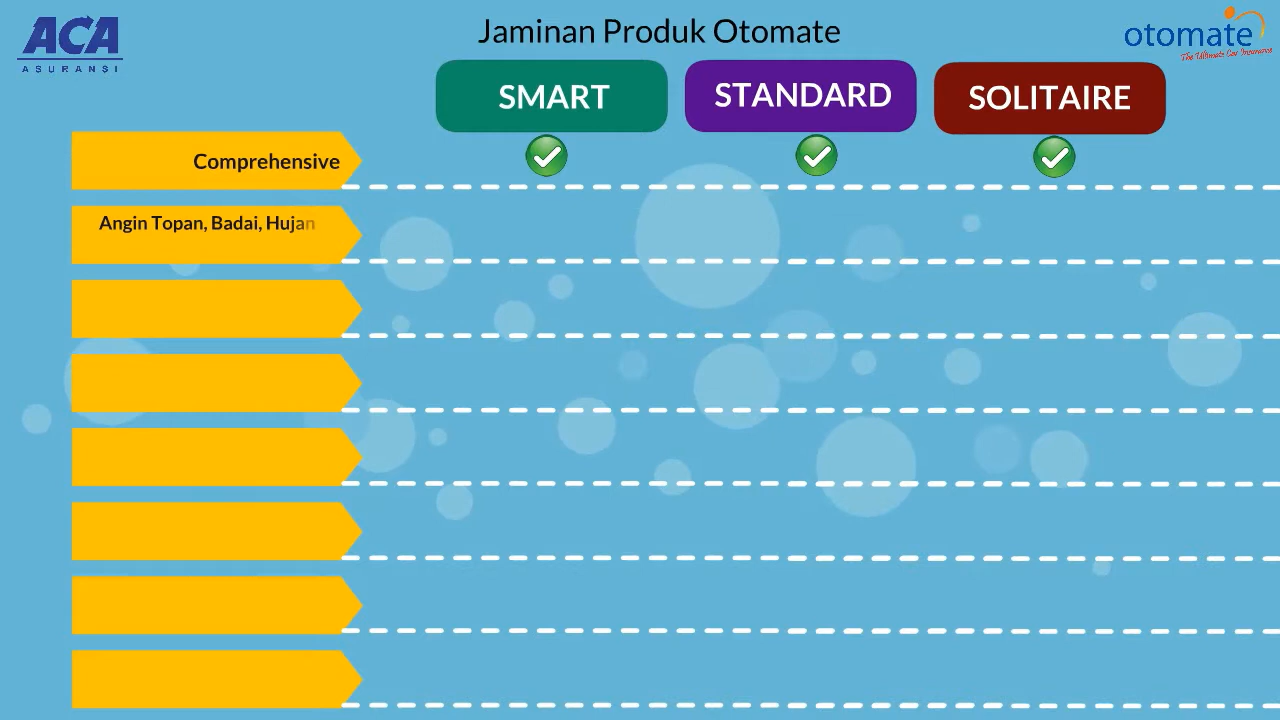 ACA
ASURANSI
Jaminan Produk Otomate
otomate
The Ultimate Car Insurance
SMART
STANDARD
SOLITAIRE
Comprehensive
Angin Topan, Badai, Hujan